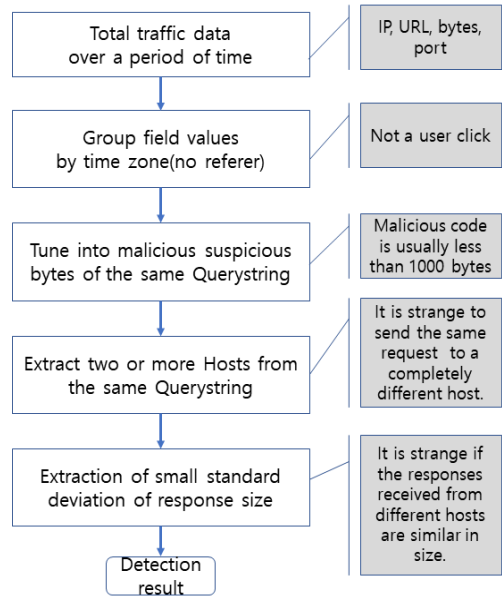 Total traffic data
over a period of time
IP, URL, bytes,
port
Group field values
by time zone(no referer)
Not a user click
Tune into malicious suspicious
bytes of the same Querystring
Malicious code
is usually less
than 1000 bytes
Extract two or more Hosts from
the same Querystring
It is strange to
send the same
request to a
completely
different host.
Extraction of small standard
deviation of response size
It is strange if
the responses
received from
different hosts
are similar in
size.
Detection
result